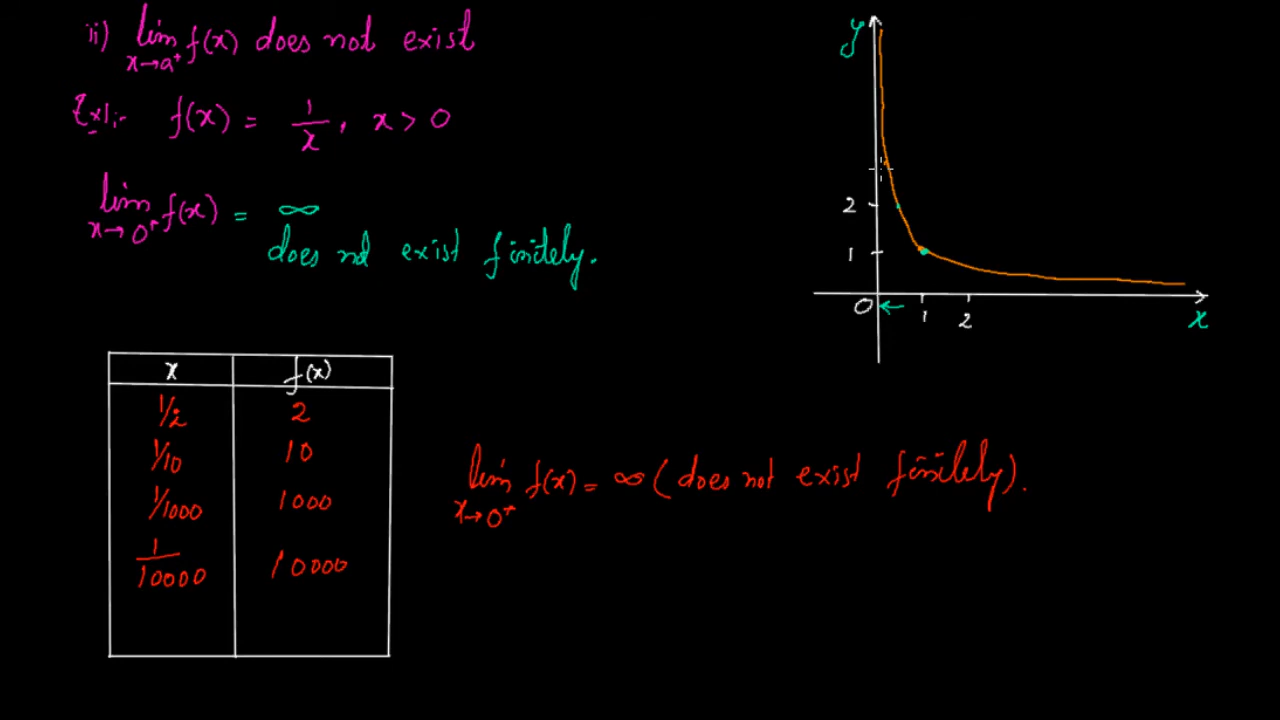 ii) lim x→a⁺ f(x) does not exist
Ex1:- f(x) = 1/x, x > 0
lim x→0⁺ f(x) = ∞
does not exist finitely.
y
2
1
0 ← 1 2 x
x f(x)
1/2 2
1/10 10
1/1000 1000
1/10000 10000
lim x→0⁺ f(x) = ∞ (does not exist finitely).